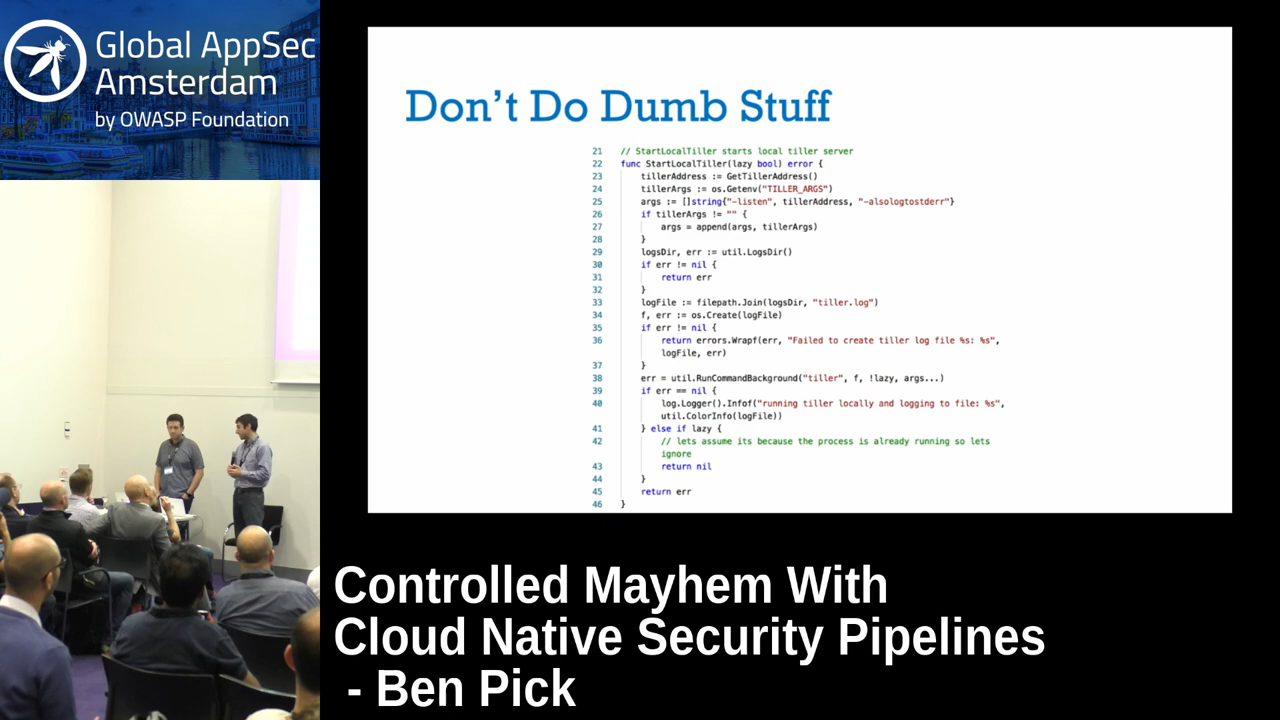 Global AppSec
Amsterdam
by OWASP Foundation
Don't Do Dumb Stuff
21 // StartLocalTiller starts local tiller server
22 func StartLocalTiller(lazy bool) error {
23 tillerAddress := GetTillerAddress()
24 tillerArgs := os.Getenv("TILLER_ARGS")
25 args := []string{"-listen", tillerAddress, "-alsologtostderr"}
26 if tillerArgs != "" {
27 args = append(args, tillerArgs)
28 }
29 logsDir, err := util.LogsDir()
30 if err != nil {
31 return err
32 }
33 logFile := filepath.Join(logsDir, "tiller.log")
34 f, err := os.Create(logFile)
35 if err != nil {
36 return errors.Wrapf(err, "Failed to create tiller log file %s: %s",
logFile, err)
37 }
38 err = util.RunCommandBackground("tiller", f, !lazy, args...)
39 if err == nil {
40 log.Logger().Infof("running tiller locally and logging to file: %s",
util.ColorInfo(logFile))
41 } else if lazy {
42 // lets assume its because the process is already running so lets
ignore
43 return nil
44 }
45 return err
46 }
Controlled Mayhem With
Cloud Native Security Pipelines
- Ben Pick